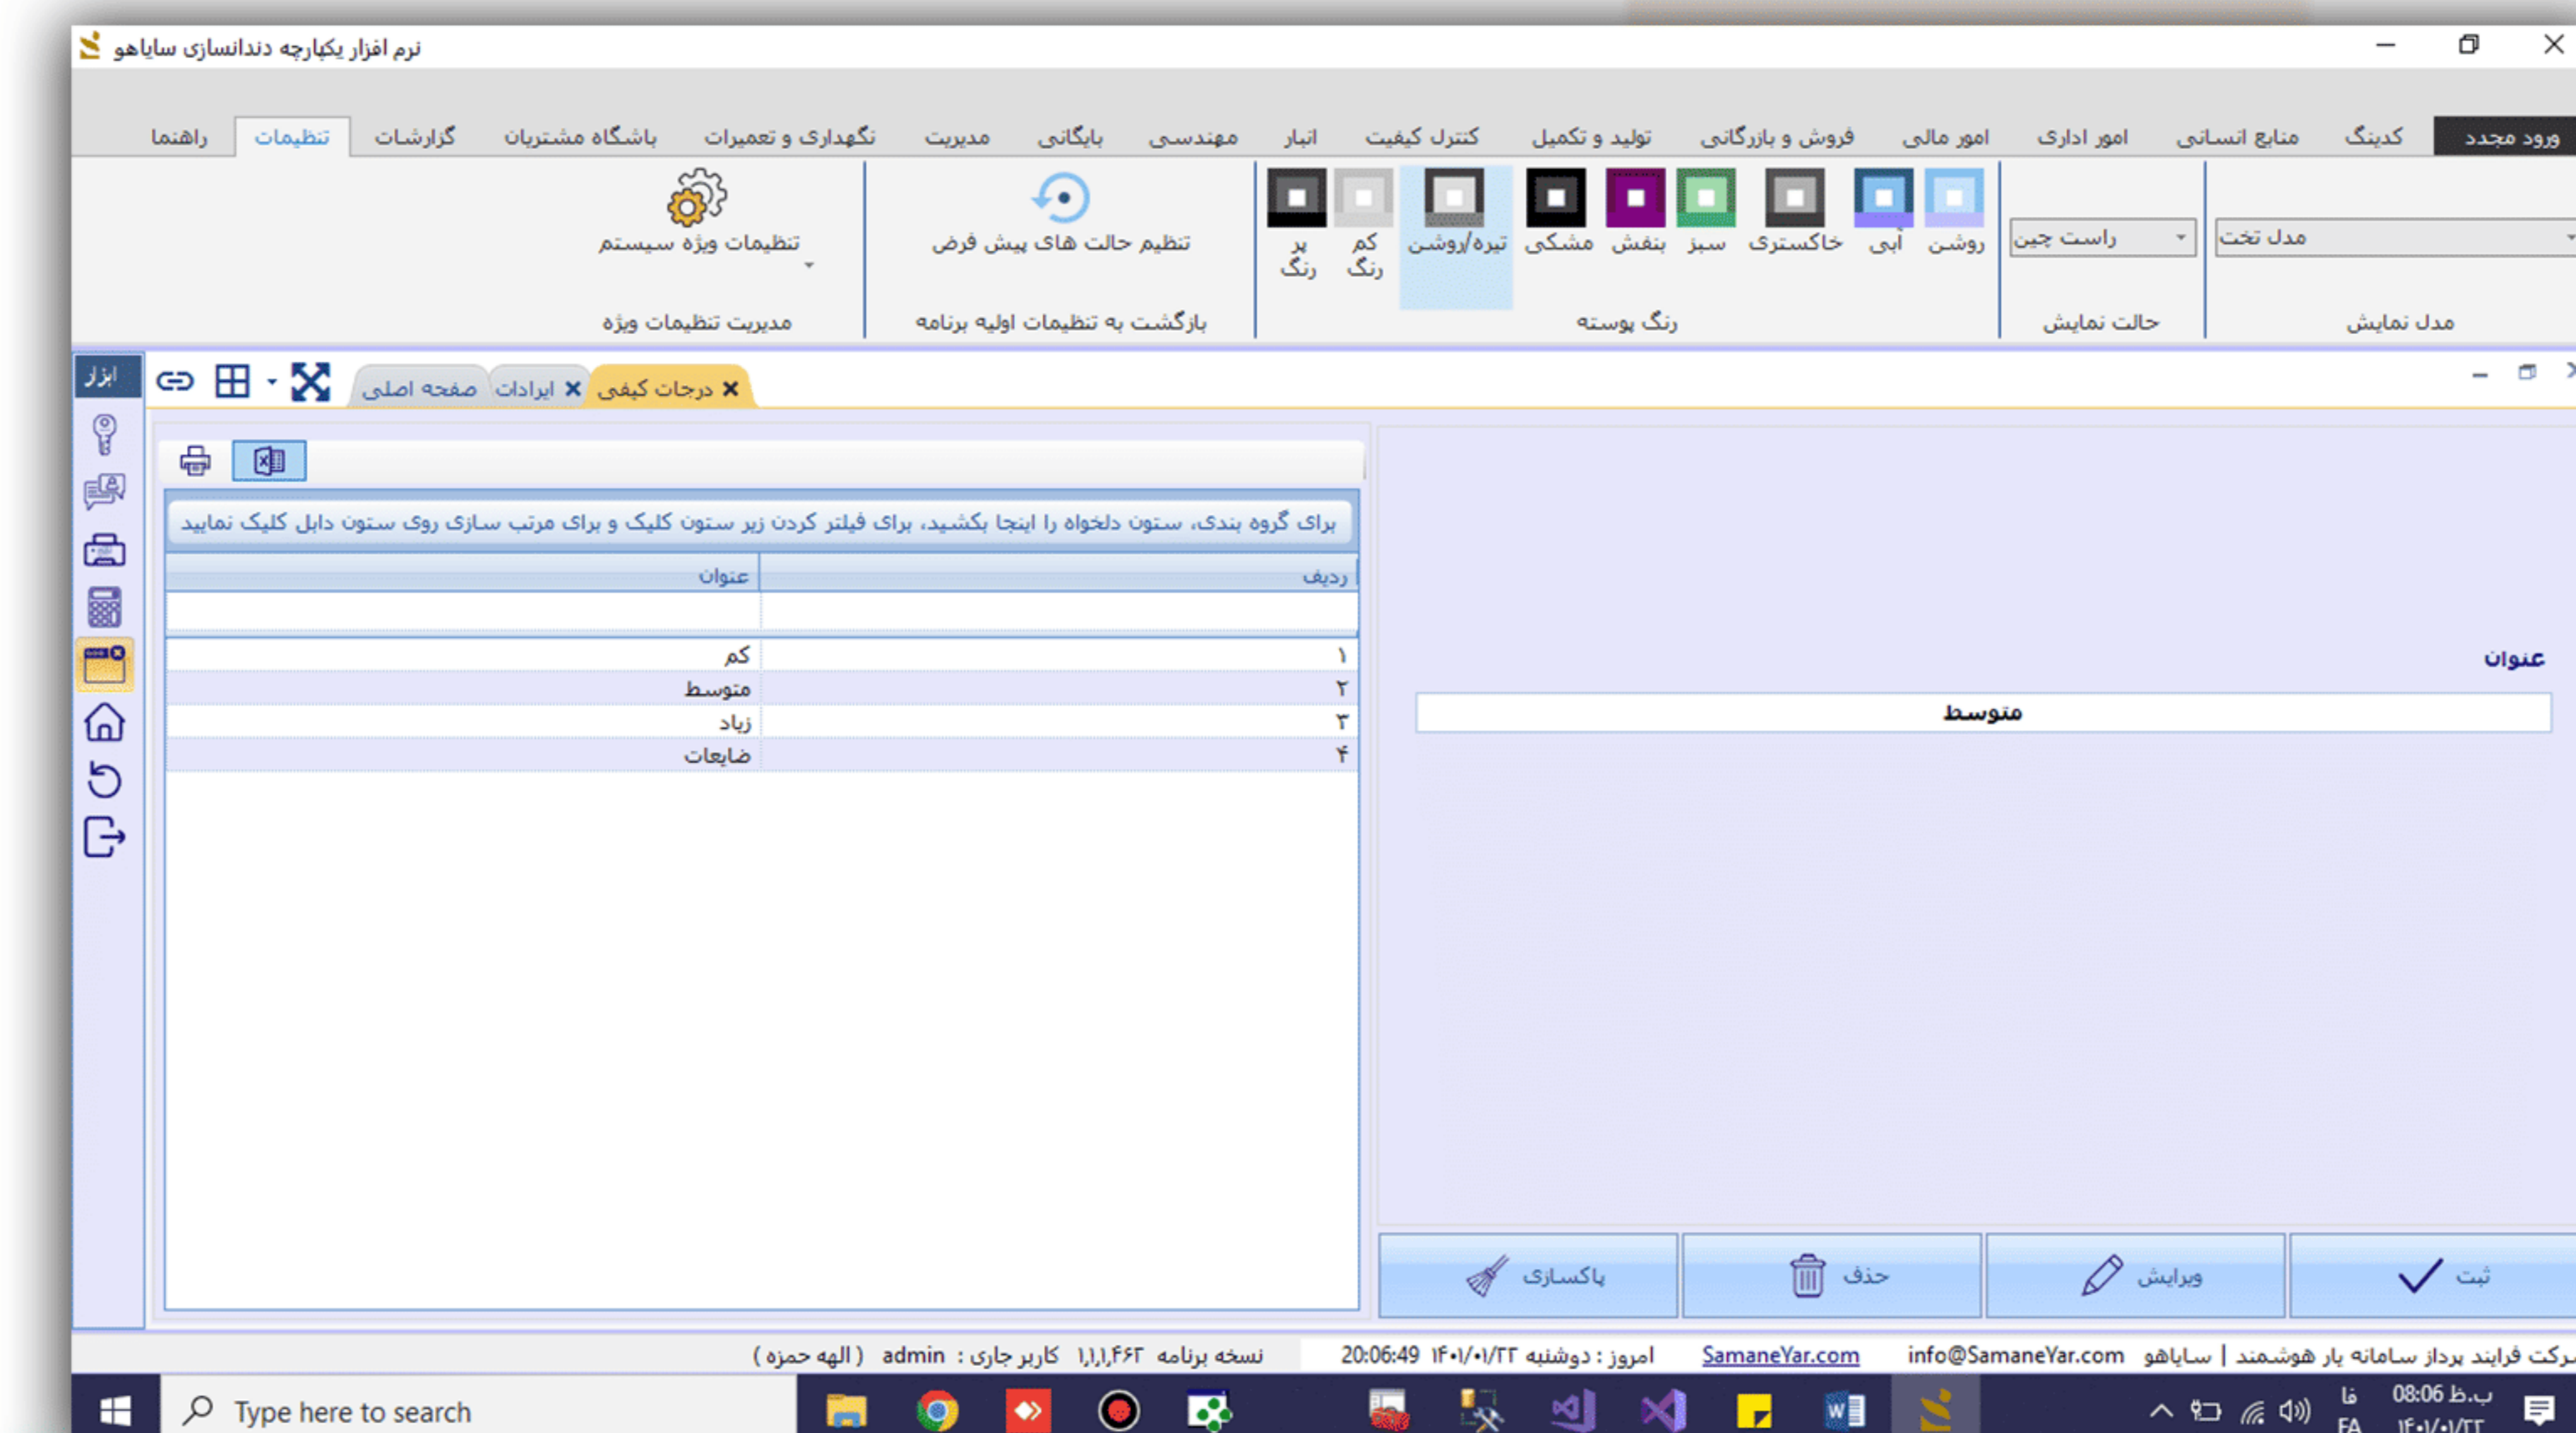 نرم افزار یکپارچه دندانسازی سایاهو
ورود مجدد کدینگ منابع انسانی امور اداری امور مالی فروش و بازرگانی تولید و تکمیل کنترل کیفیت انبار مهندسی بایگانی مدیریت نگهداری و تعمیرات باشگاه مشتریان گزارشات تنظیمات راهنما
مدل تخت
مدل نمایش
راست چین
حالت نمایش
روشن آبی خاکستری سبز بنفش مشکی تیره/روشن کم رنگ پر رنگ
رنگ پوسته
تنظیم حالت های پیش فرض
بازگشت به تنظیمات اولیه برنامه
تنظیمات ویژه سیستم
مدیریت تنظیمات ویژه
ابزار
درجات کیفی ایرادات صفحه اصلی
برای گروه بندی، ستون دلخواه را اینجا بکشید، برای فیلتر کردن زیر ستون کلیک و برای مرتب سازی روی ستون دابل کلیک نمایید
ردیف عنوان
۱ کم
۲ متوسط
۳ زیاد
۴ ضایعات
عنوان
متوسط
ثبت ویرایش حذف پاکسازی
فرایند پرداز سامانه یار هوشمند | سایاهو info@SamaneYar.com SamaneYar.com امروز : دوشنبه ۱۴۰۱/۰۱/۲۲ 20:06:49 نسخه برنامه ۱,۱,۱,۴۶۲ کاربر جاری : admin ( الهه حمزه )
Type here to search
فا
FA
08:06 ب.ظ
۱۴۰۱/۰۱/۲۲